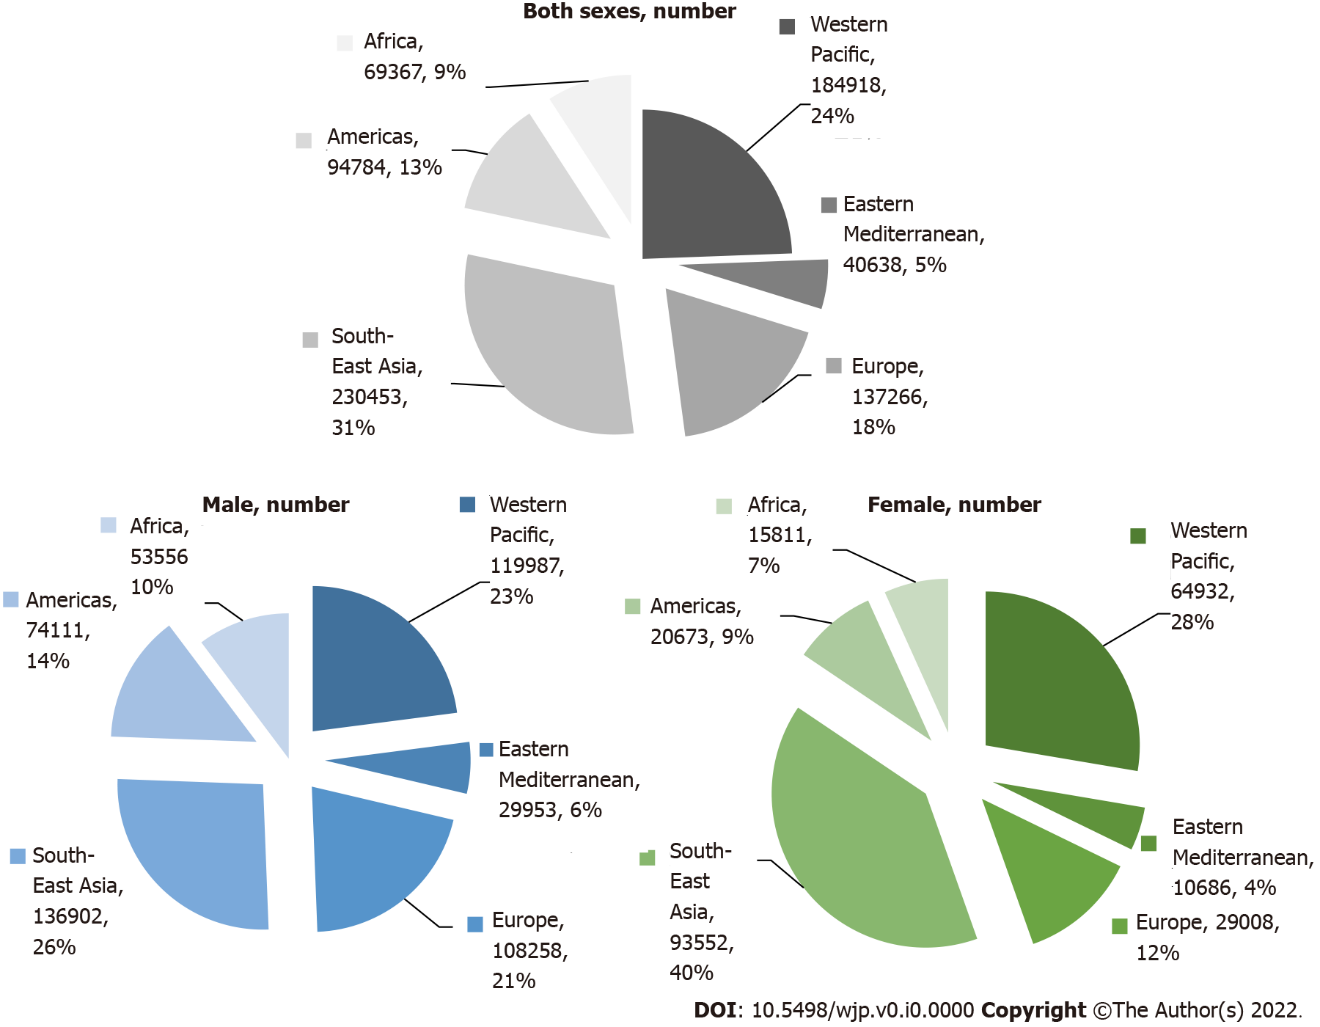 Both sexes, number
Africa,
69367, 9%
Western
Pacific,
184918,
24%
Americas,
94784, 13%
Eastern
Mediterranean,
40638, 5%
South-
East Asia,
230453,
31%
Europe,
137266,
18%
Male, number
Africa,
53556
10%
Western
Pacific,
119987,
23%
Americas,
74111,
14%
Eastern
Mediterranean,
29953, 6%
South-
East Asia,
136902,
26%
Europe,
108258,
21%
Female, number
Africa,
15811,
7%
Western
Pacific,
64932,
28%
Americas,
20673, 9%
Eastern
Mediterranean,
10686, 4%
South-
East
Asia,
93552,
40%
Europe, 29008,
12%
DOI: 10.5498/wjp.v0.i0.0000 Copyright ©The Author(s) 2022.